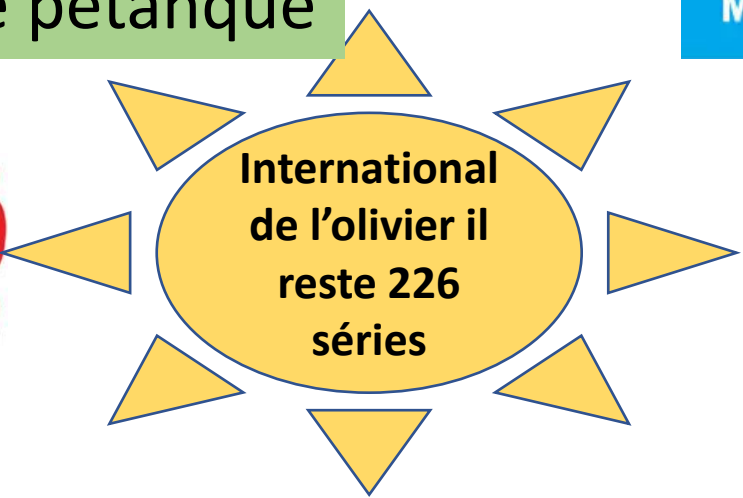 pétanque
International
de l’olivier il
reste 226
séries